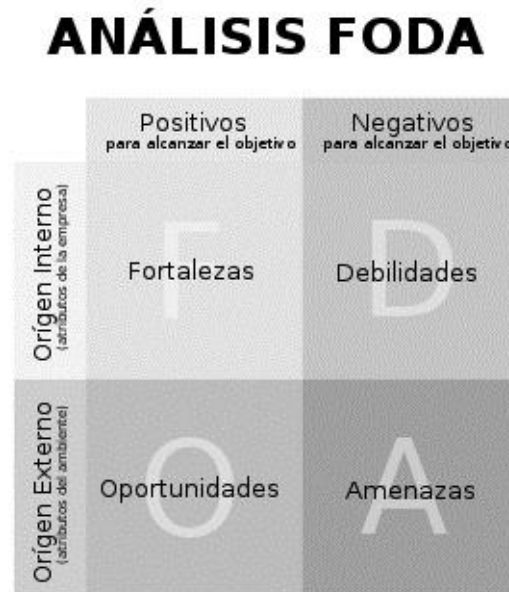 ANÁLISIS FODA
Positivos
para alcanzar el objetivo
Negativos
para alcanzar el objetivo
Orígen Interno
(atributos de la empresa)
F
Fortalezas
D
Debilidades
Orígen Externo
(atributos del ambiente)
O
Oportunidades
A
Amenazas